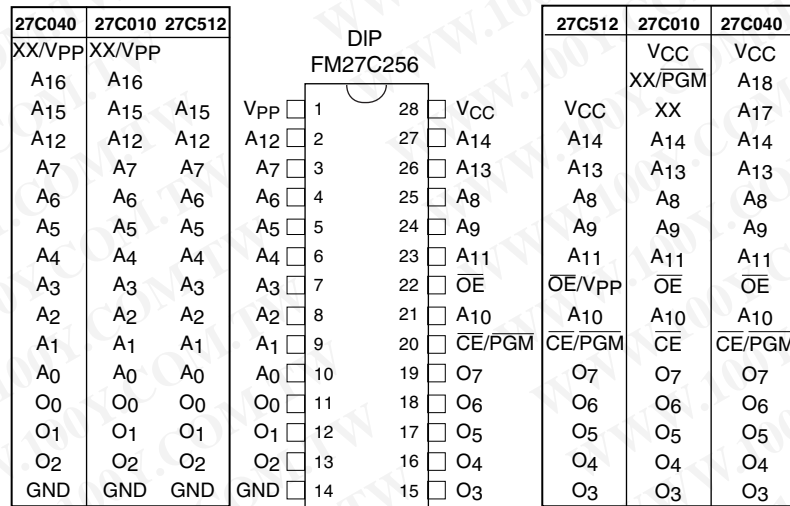 27C040 27C010 27C512 DIP FM27C256 27C512 27C010 27C040
XX/VPP XX/VPP VCC VCC
A16 A16 XX/PGM A18
A15 A15 A15 VPP 1 28 VCC VCC XX A17
A12 A12 A12 A12 2 27 A14 A14 A14 A14
A7 A7 A7 A7 3 26 A13 A13 A13 A13
A6 A6 A6 A6 4 25 A8 A8 A8 A8
A5 A5 A5 A5 5 24 A9 A9 A9 A9
A4 A4 A4 A4 6 23 A11 A11 A11 A11
A3 A3 A3 A3 7 22 OE OE/VPP OE OE
A2 A2 A2 A2 8 21 A10 A10 A10 A10
A1 A1 A1 A1 9 20 CE/PGM CE/PGM CE CE/PGM
A0 A0 A0 A0 10 19 O7 O7 O7 O7
O0 O0 O0 O0 11 18 O6 O6 O6 O6
O1 O1 O1 O1 12 17 O5 O5 O5 O5
O2 O2 O2 O2 13 16 O4 O4 O4 O4
GND GND GND GND 14 15 O3 O3 O3 O3
WWW.100Y.COM.TW